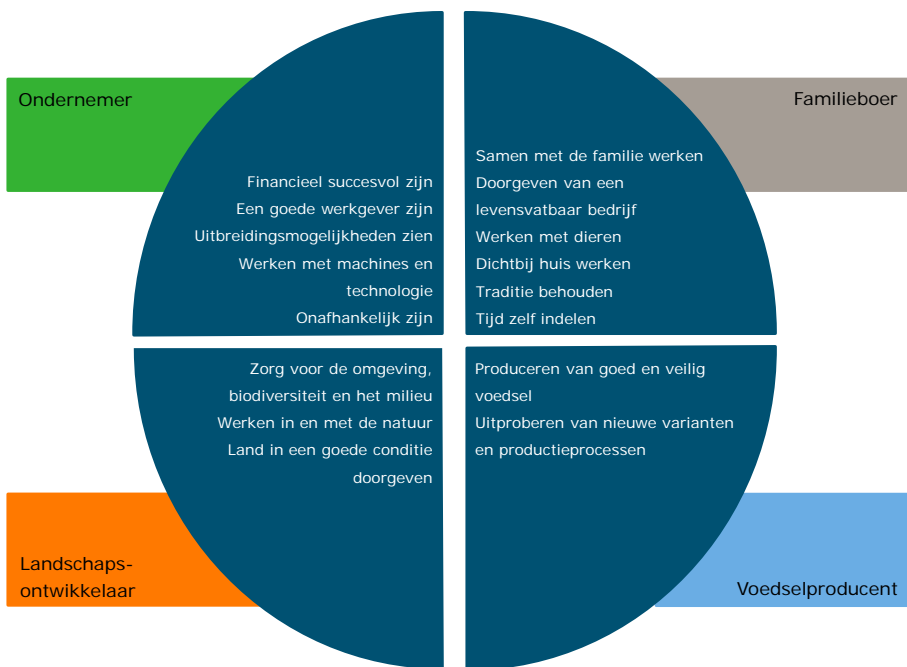 Ondernemer
Financieel succesvol zijn
Een goede werkgever zijn
Uitbreidingsmogelijkheden zien
Werken met machines en
technologie
Onafhankelijk zijn
Familieboer
Samen met de familie werken
Doorgeven van een
levensvatbaar bedrijf
Werken met dieren
Dichtbij huis werken
Traditie behouden
Tijd zelf indelen
Zorg voor de omgeving,
biodiversiteit en het milieu
Werken in en met de natuur
Land in een goede conditie
doorgeven
Landschaps-
ontwikkelaar
Produceren van goed en veilig
voedsel
Uitproberen van nieuwe varianten
en productieprocessen
Voedselproducent